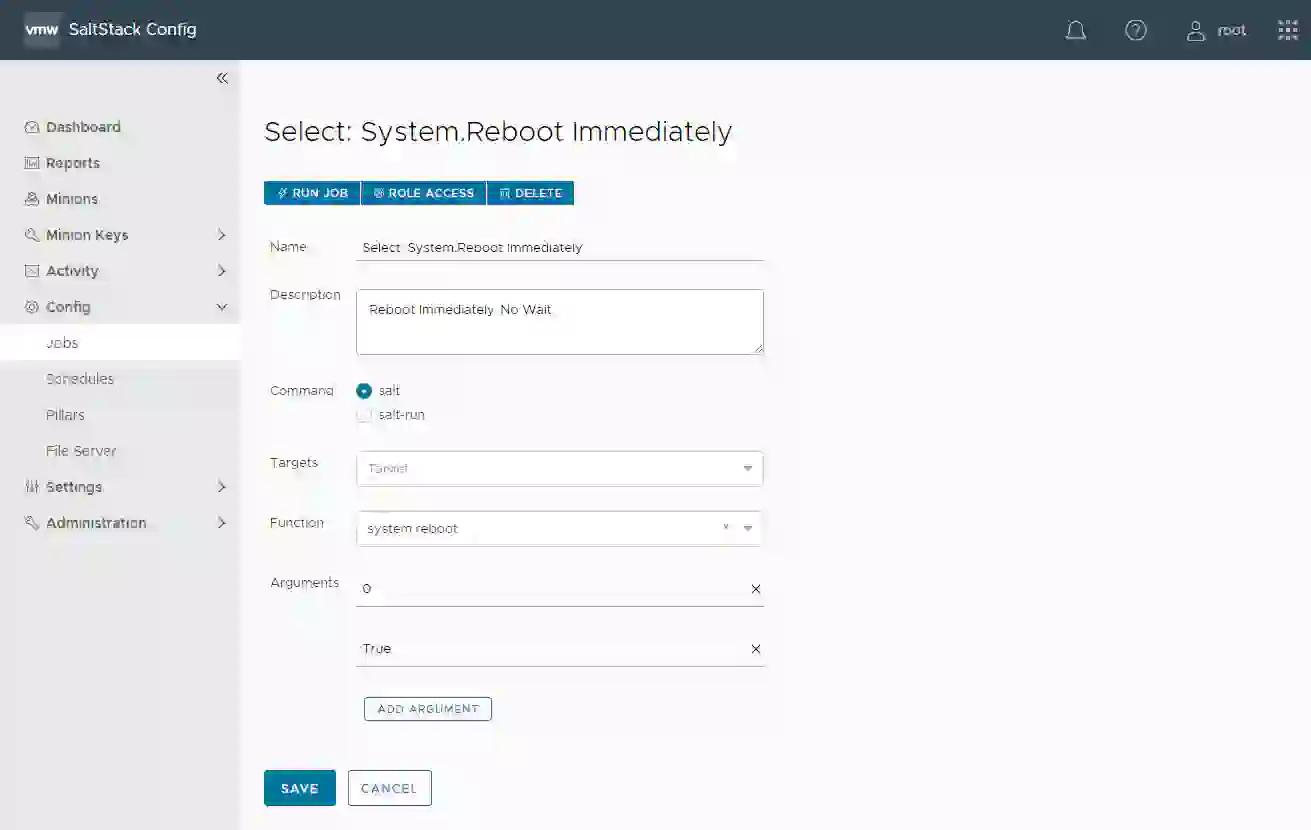 vmw SaltStack Config
root
Dashboard
Reports
Minions
Minion Keys
Activity
Config
Jobs
Schedules
Pillars
File Server
Settings
Administration
Select: System.Reboot Immediately
RUN JOB ROLE ACCESS DELETE
Name Select: System.Reboot Immediately
Description Reboot Immediately. No Wait.
Command salt
salt-run
Targets
Function system.reboot
Arguments 0
True
ADD ARGUMENT
SAVE CANCEL